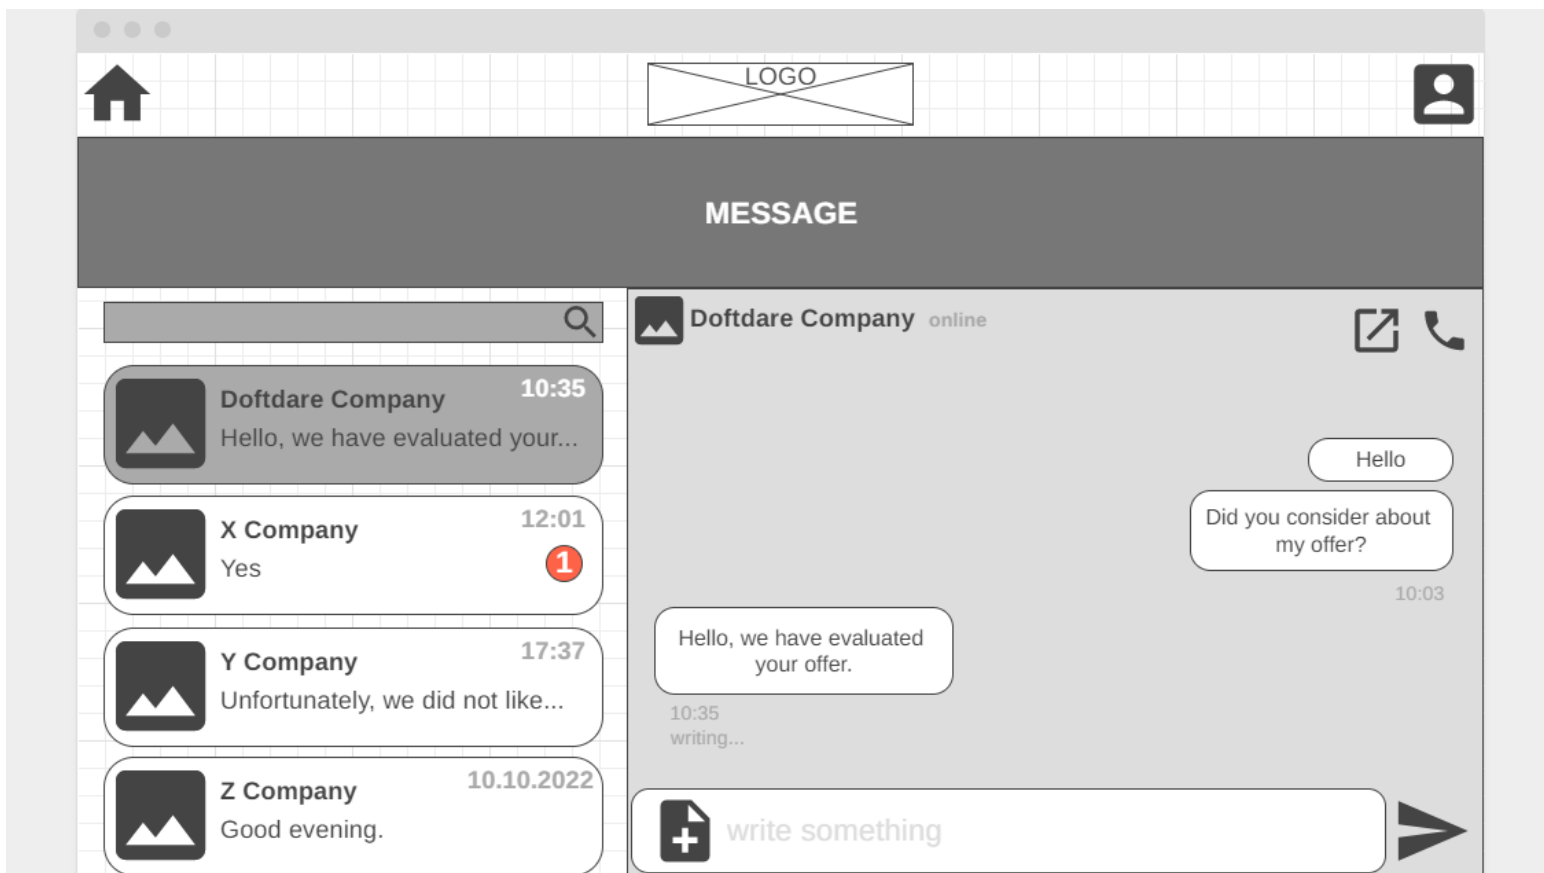 LOGO
MESSAGE
Doftdare Company
10:35
Hello, we have evaluated your...
X Company
12:01
Yes
1
Y Company
17:37
Unfortunately, we did not like...
Z Company
10.10.2022
Good evening.
Doftdare Company online
Hello
Did you consider about
my offer?
10:03
Hello, we have evaluated
your offer.
10:35
writing...
write something